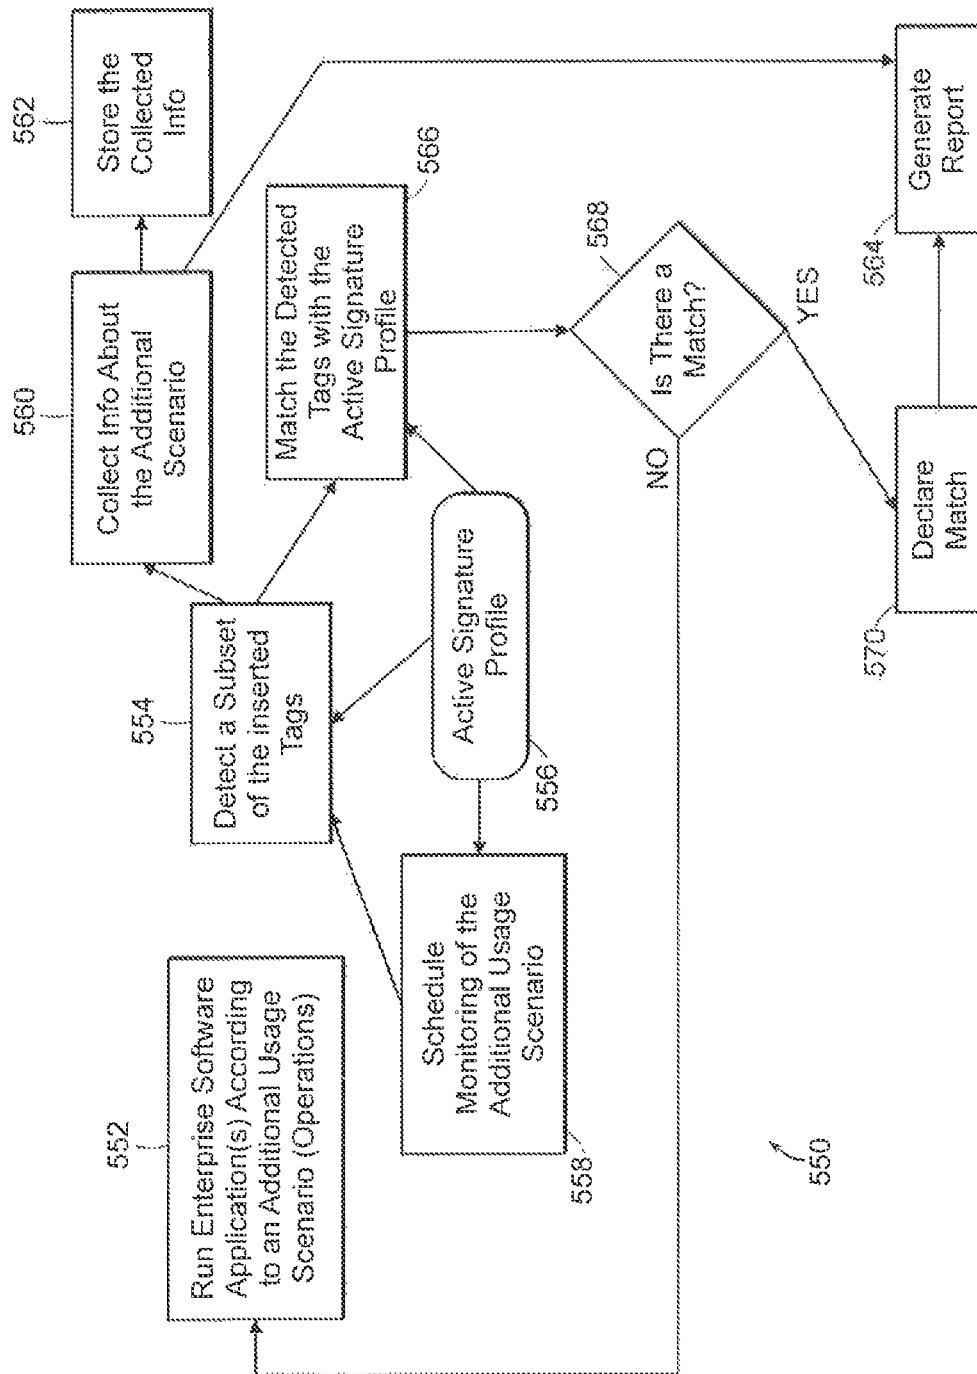 552
Run Enterprise Software
Application(s) According
to an Additional Usage
Scenario (Operations)
554
Detect a Subset
of the inserted
Tags
560
Collect Info About
the Additional
Scenario
562
Store the
Collected
Info
Schedule
Monitoring of the
Additional Usage
Scenario
558
Active Signature
Profile
556
Match the Detected
Tags with the
Active Signature
Profile
566
568
Is There a
Match?
NO
YES
550
570
Declare
Match
564
Generate
Report